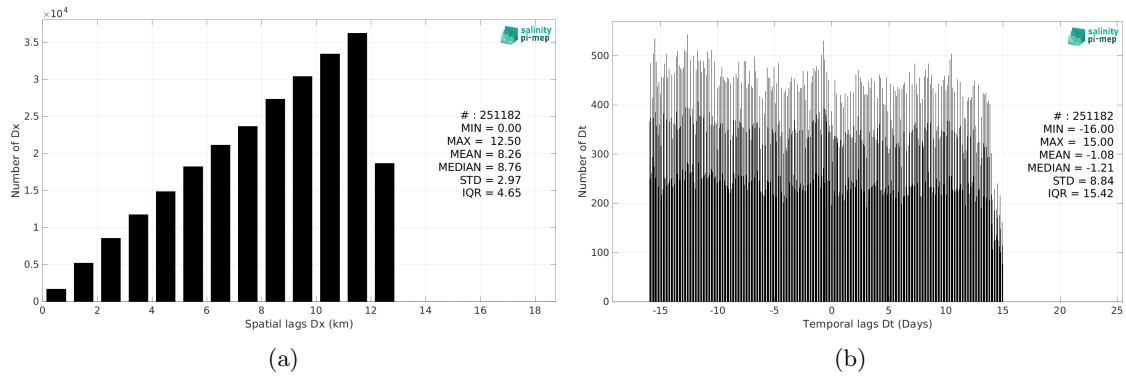 ×10⁴
3.5
3
2.5
2
1.5
1
0.5
0
Number of Dx
0 2 4 6 8 10 12 14 16 18
Spatial lags Dx (km)
salinity
pi-mep
# : 251182
MIN = 0.00
MAX = 12.50
MEAN = 8.26
MEDIAN = 8.76
STD = 2.97
IQR = 4.65
(a)
500
400
300
200
100
0
Number of Dt
-15 -10 -5 0 5 10 15 20 25
Temporal lags Dt (Days)
salinity
pi-mep
# : 251182
MIN = -16.00
MAX = 15.00
MEAN = -1.08
MEDIAN = -1.21
STD = 8.84
IQR = 15.42
(b)